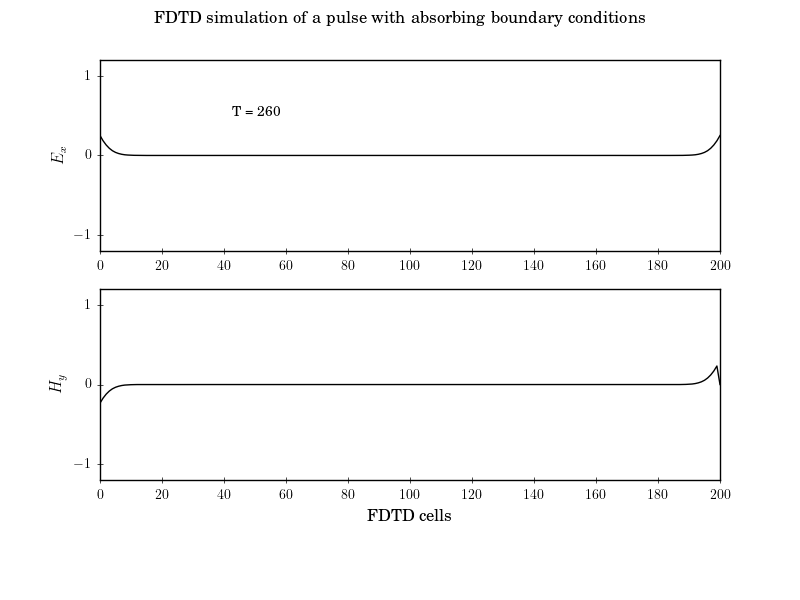 FDTD simulation of a pulse with absorbing boundary conditions
1
T = 260
E_x
0
−1
0 20 40 60 80 100 120 140 160 180 200
1
H_y
0
−1
0 20 40 60 80 100 120 140 160 180 200
FDTD cells